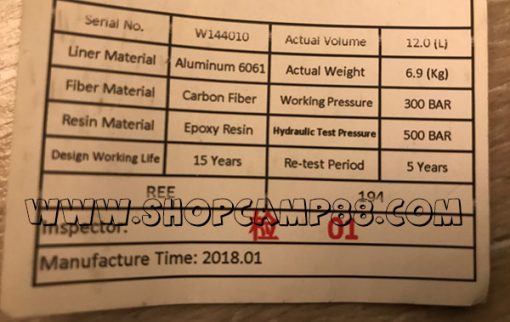 Serial No. W144010 Actual Volume 12.0 (L)
Liner Material Aluminum 6061 Actual Weight 6.9 (Kg)
Fiber Material Carbon Fiber Working Pressure 300 BAR
Resin Material Epoxy Resin Hydraulic Test Pressure 500 BAR
Design Working Life 15 Years Re-test Period 5 Years
REE 194
WWW.SHOPCAMP88.COM
Inspector: 检 01
Manufacture Time: 2018.01